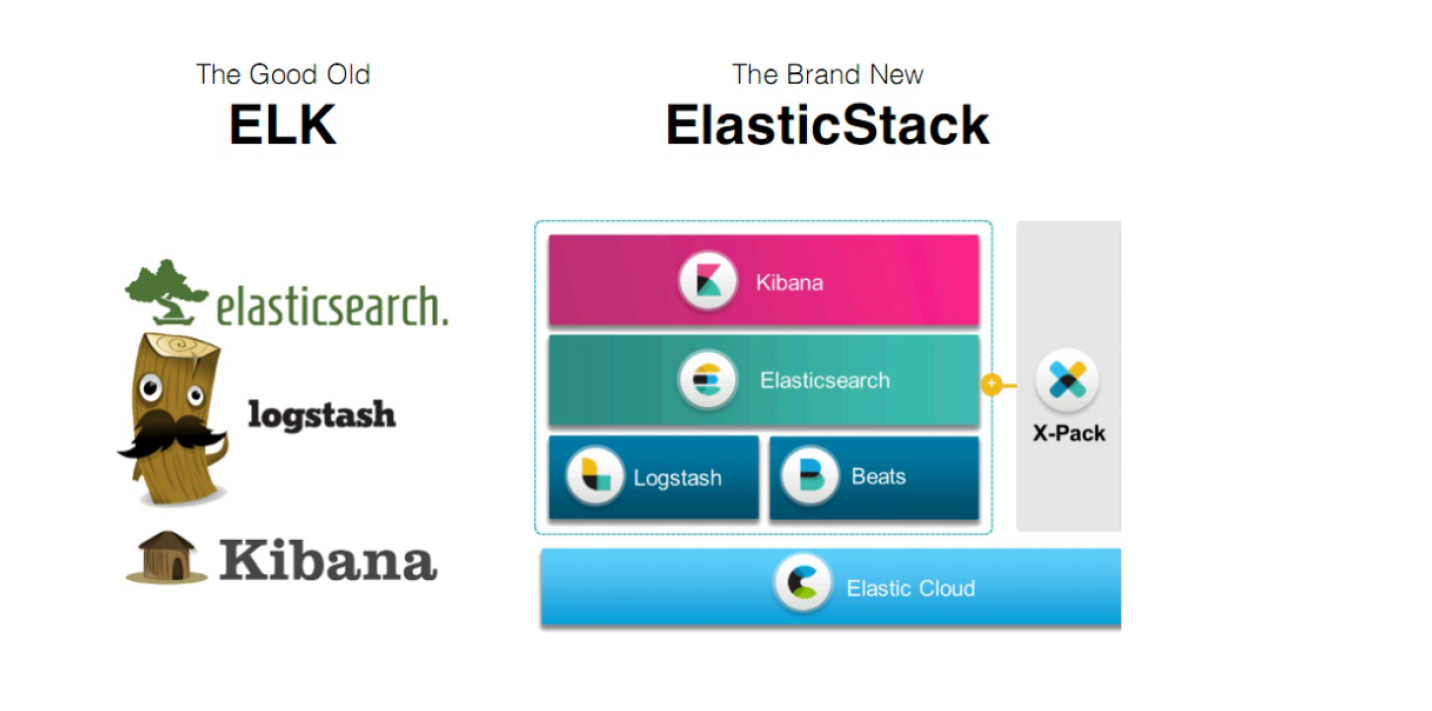 The Good Old
ELK
elasticsearch.
logstash
Kibana
The Brand New
ElasticStack
Kibana
Elasticsearch
Logstash
Beats
X-Pack
Elastic Cloud